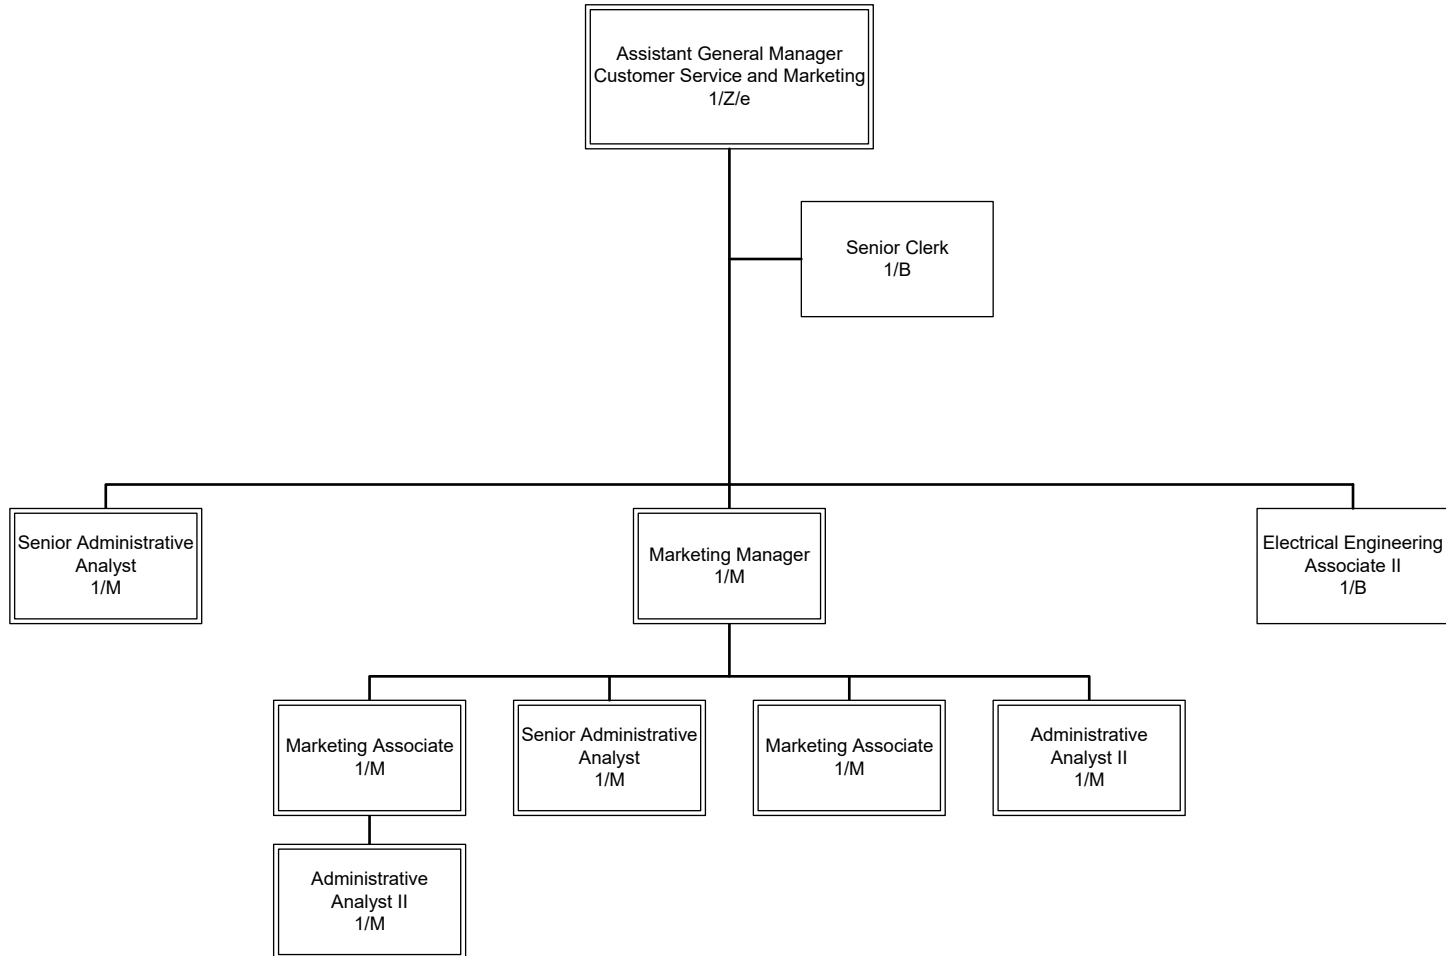 Assistant General Manager
Customer Service and Marketing
1/Z/e
Senior Clerk
1/B
Senior Administrative
Analyst
1/M
Marketing Manager
1/M
Electrical Engineering
Associate II
1/B
Marketing Associate
1/M
Senior Administrative
Analyst
1/M
Marketing Associate
1/M
Administrative
Analyst II
1/M
Administrative
Analyst II
1/M